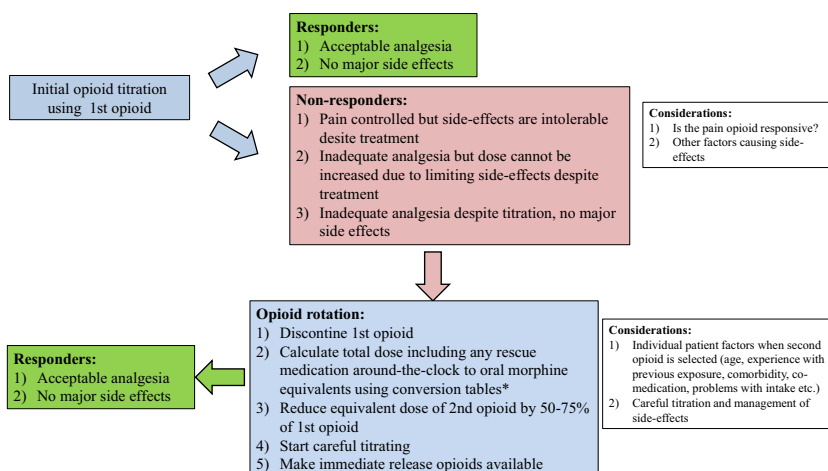 Initial opioid titration
using 1st opioid
Responders:
1) Acceptable analgesia
2) No major side effects
Non-responders:
1) Pain controlled but side-effects are intolerable
desite treatment
2) Inadequate analgesia but dose cannot be
increased due to limiting side-effects despite
treatment
3) Inadequate analgesia despite titration, no major
side effects
Considerations:
1) Is the pain opioid responsive?
2) Other factors causing side-
effects
Opioid rotation:
1) Discontine 1st opioid
2) Calculate total dose including any rescue
medication around-the-clock to oral morphine
equivalents using conversion tables*
3) Reduce equivalent dose of 2nd opioid by 50-75%
of 1st opioid
4) Start careful titrating
5) Make immediate release opioids available
Responders:
1) Acceptable analgesia
2) No major side effects
Considerations:
1) Individual patient factors when second
opioid is selected (age, experience with
previous exposure, comorbidity, co-
medication, problems with intake etc.)
2) Careful titration and management of
side-effects